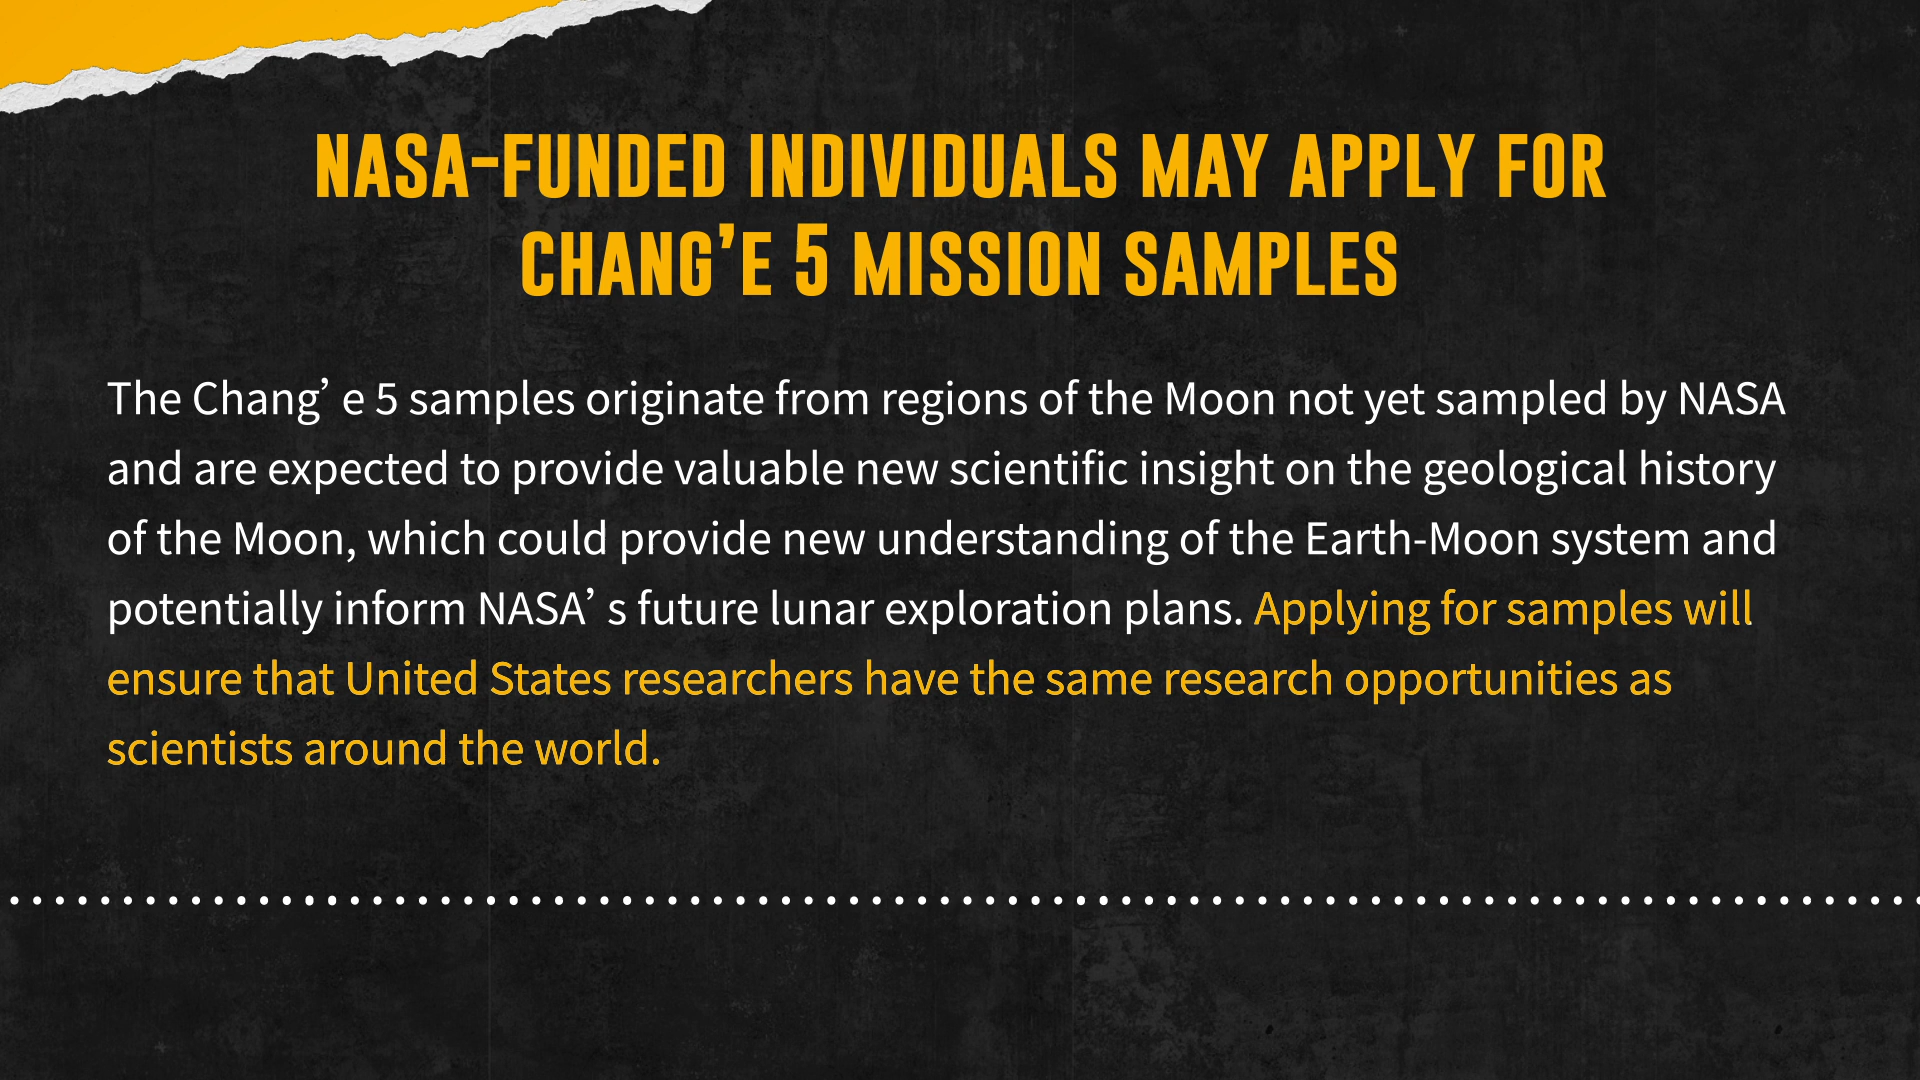 NASA-FUNDED INDIVIDUALS MAY APPLY FOR
CHANG’E 5 MISSION SAMPLES
The Chang’ e 5 samples originate from regions of the Moon not yet sampled by NASA
and are expected to provide valuable new scientific insight on the geological history
of the Moon, which could provide new understanding of the Earth-Moon system and
potentially inform NASA’ s future lunar exploration plans. Applying for samples will
ensure that United States researchers have the same research opportunities as
scientists around the world.